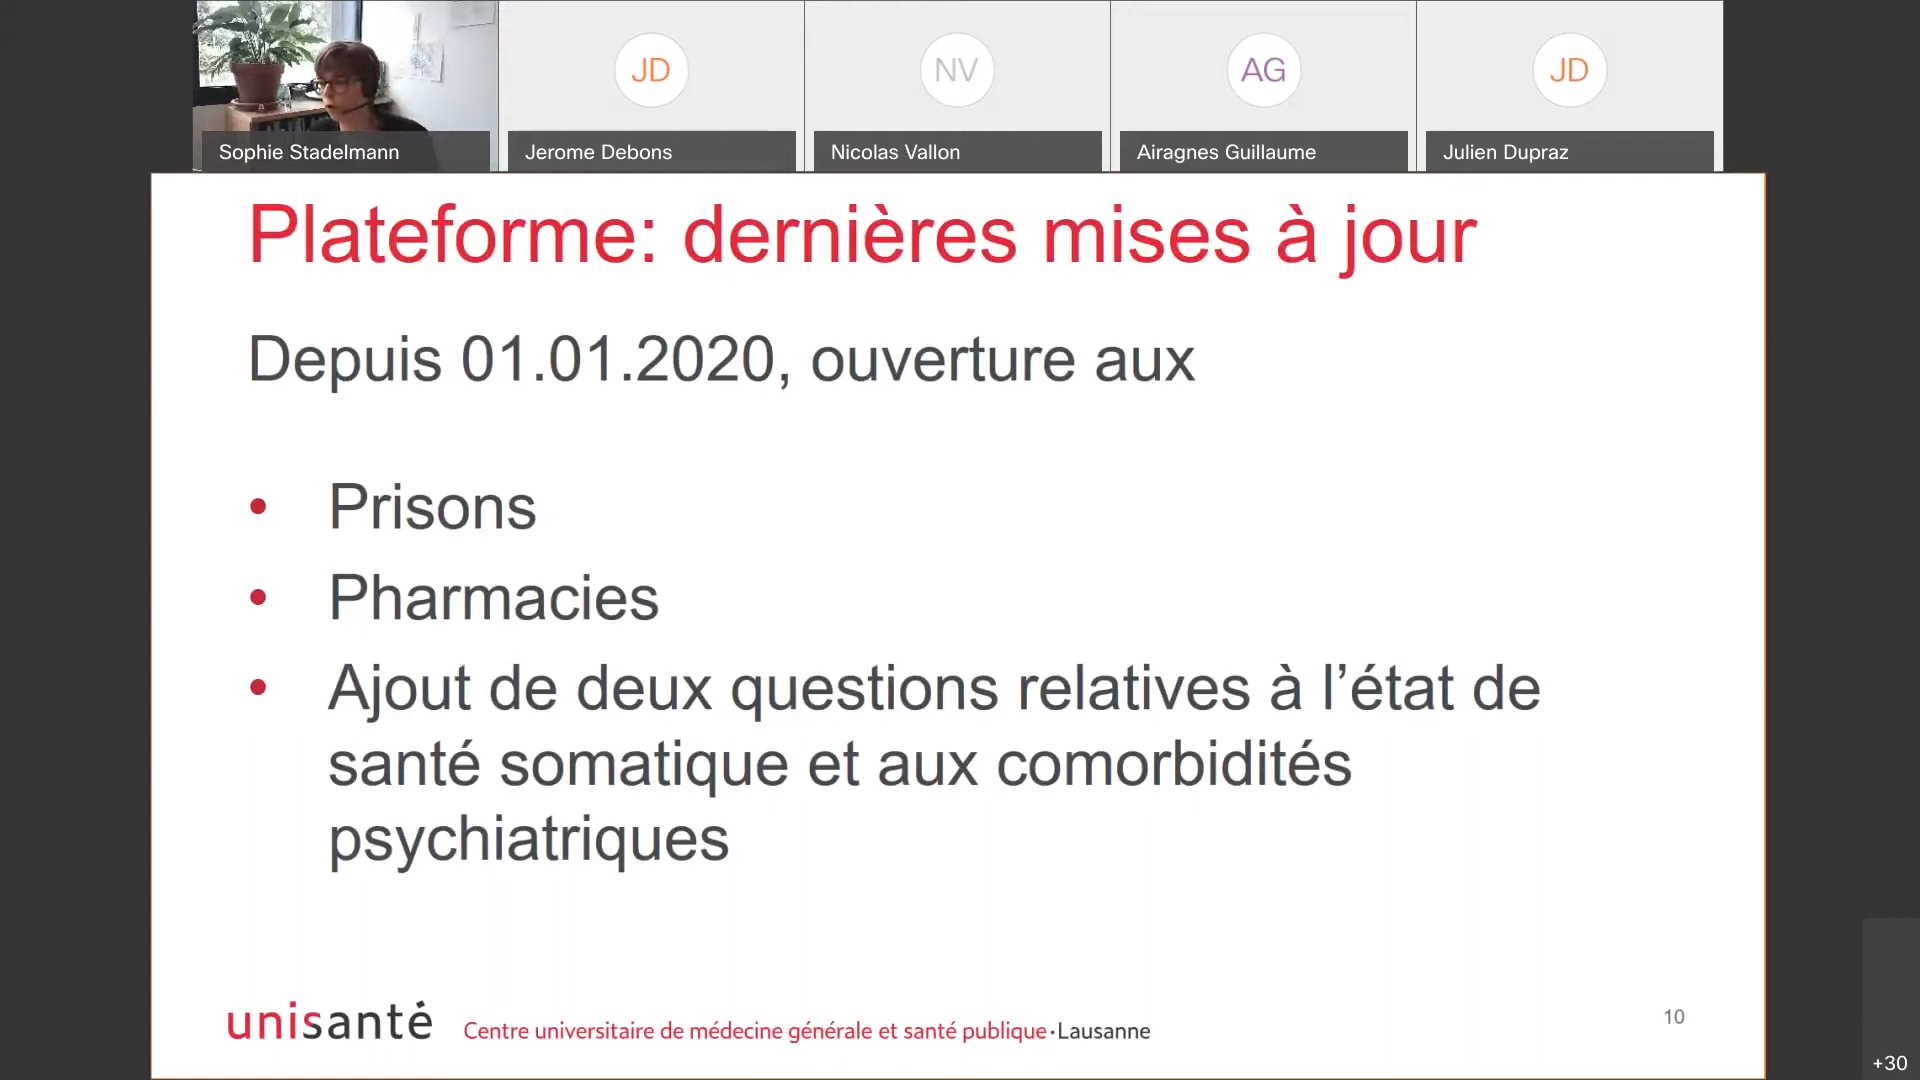 JD
NV
AG
JD
Sophie Stadelmann
Jerome Debons
Nicolas Vallon
Airagnes Guillaume
Julien Dupraz
Plateforme: dernières mises à jour
Depuis 01.01.2020, ouverture aux
• Prisons
• Pharmacies
• Ajout de deux questions relatives à l’état de
santé somatique et aux comorbidités
psychiatriques
unisanté
Centre universitaire de médecine générale et santé publique·Lausanne
10
+30